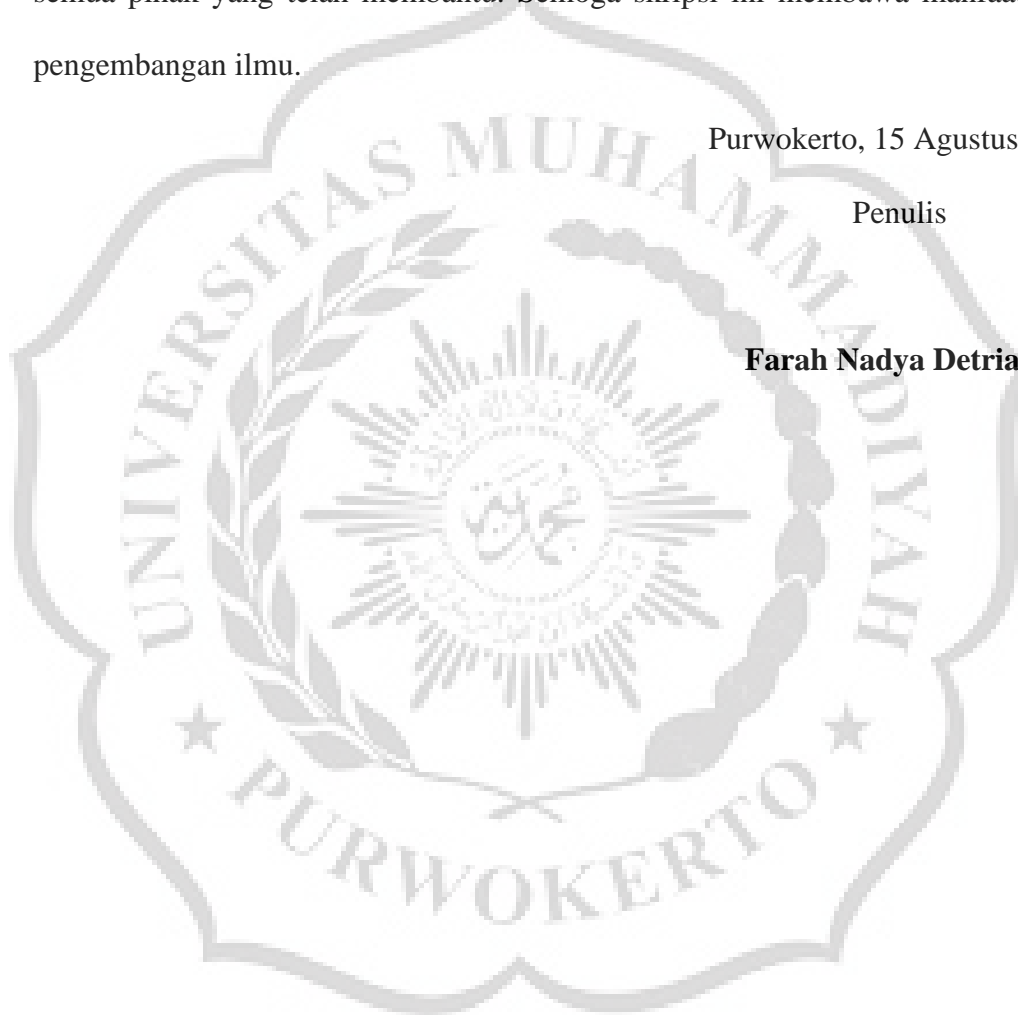 semua pihak yang telah membantu. Semoga skripsi ini membawa manfaa
pengembangan ilmu.
Purwokerto, 15 Agustus
Penulis
Farah Nadya Detria
UNIVERSITAS MUHAMMADIYAH
★ PURWOKERTO ★